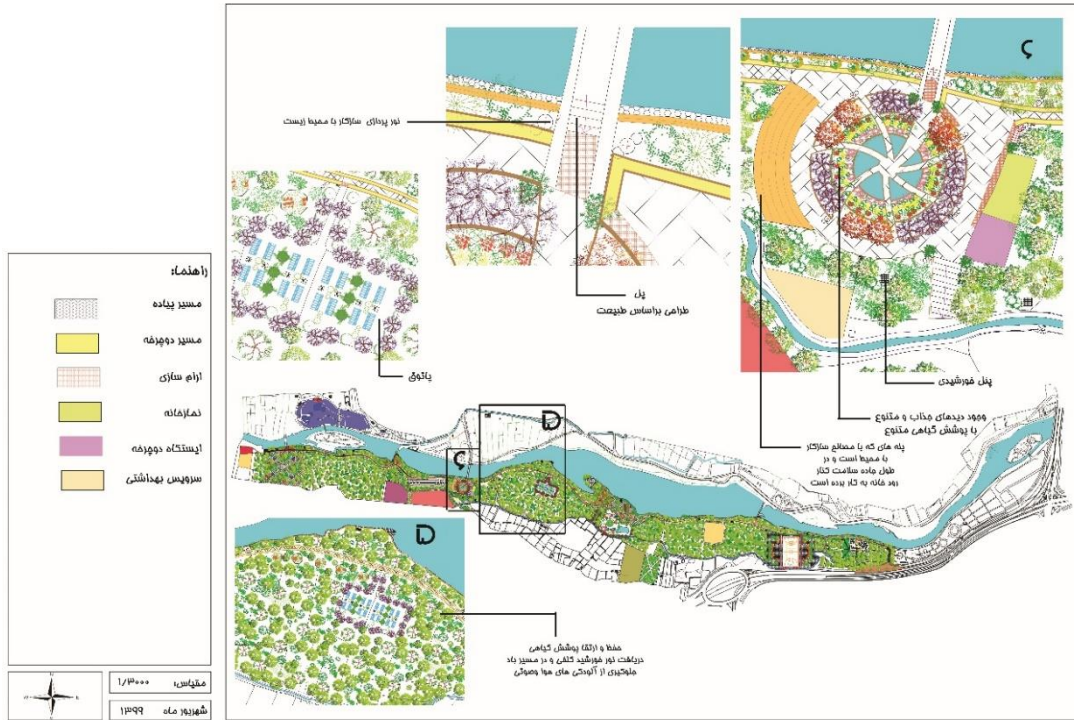 راهنما:
مسیر پیاده
مسیر دوچرخه
آرام سازی
نمازخانه
ایستگاه دوچرخه
سرویس بهداشتی
مقیاس: ۱/۳۰۰۰
شهریور ماه ۱۳۹۹
نور پردازی سازگار با محیط زیست
پل
طراحی براساس طبیعت
پاتوق
پنل خورشیدی
وجود دیدهای جذاب و متنوع
با پوشش گیاهی متنوع
پله های که با مصالح سازگار
با محیط است و در
طول جاده سلامت کنار
رود خانه به کار برده است
حفظ و ارتقا پوشش گیاهی
دریافت نور خورشید کافی و در مسیر باد
جلوگیری از آلودگی های هوا وصوتی